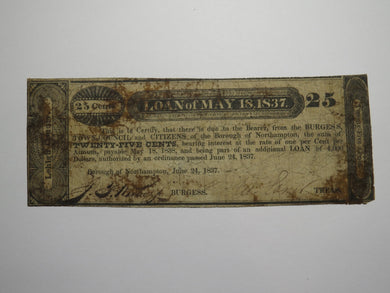 25 Cents
LOAN of MAY 18, 1837.
25
to Certify, that there is due to the Bearer, from the BURGESS,
TOWN COUNCIL and CITIZENS of the Borough of Northampton, the sum of
TWENTY-FIVE CENTS, bearing interest at the rate of one per Cent per
Annum, payable May 18, 1838, and being part of an additional LOAN of
Dollars, authorized by an ordinance passed June 24, 1837.
Borough of Northampton, June 24, 1837.
BURGESS.
TREAS.